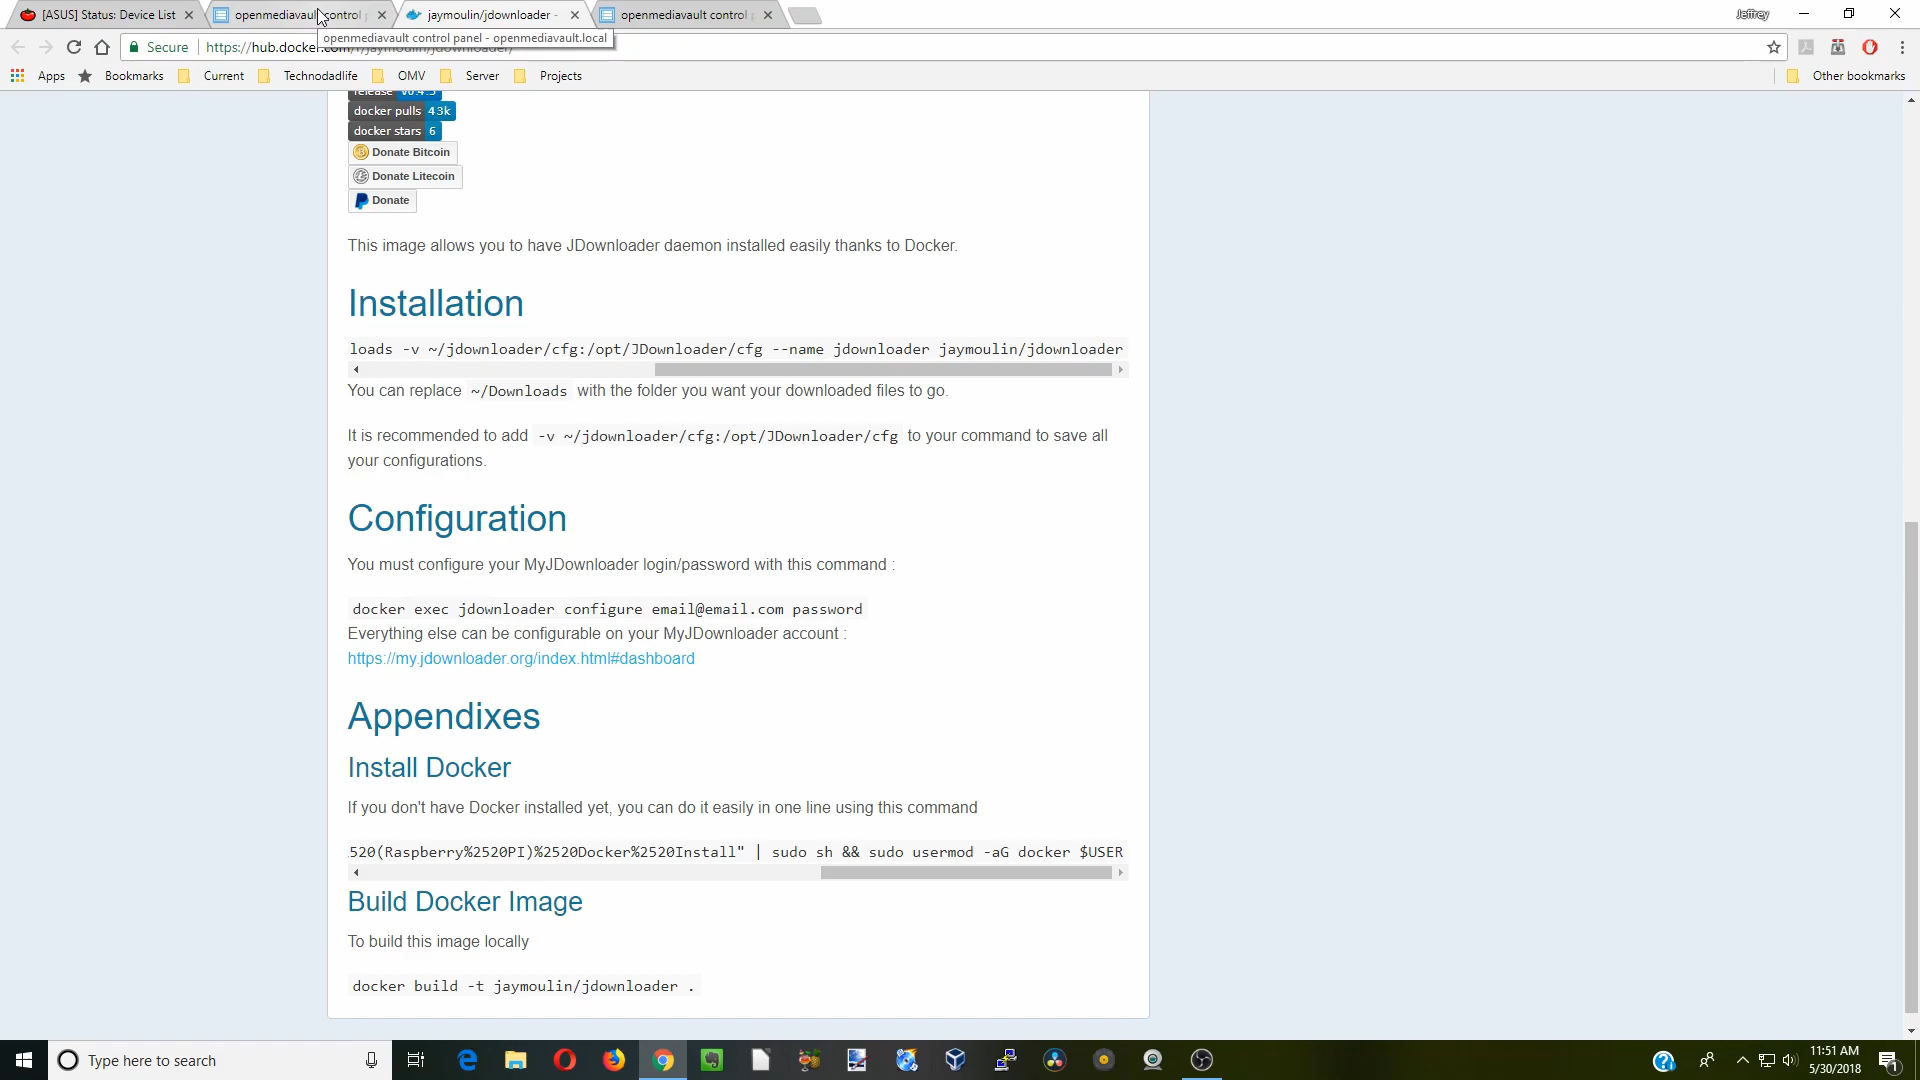 [ASUS] Status: Device List
openmediavault control
jaymoulin/jdownloader -
openmediavault control
Jeffrey
openmediavault control panel - openmediavault.local
Secure
https://hub.docker.com/r/jaymoulin/jdownloader/
Apps
Bookmarks
Current
Technodadlife
OMV
Server
Projects
Other bookmarks
release v0.4.3
docker pulls 43k
docker stars 6
Donate Bitcoin
Donate Litecoin
Donate
This image allows you to have JDownloader daemon installed easily thanks to Docker.
Installation
loads -v ~/jdownloader/cfg:/opt/JDownloader/cfg --name jdownloader jaymoulin/jdownloader
You can replace ~/Downloads with the folder you want your downloaded files to go.
It is recommended to add -v ~/jdownloader/cfg:/opt/JDownloader/cfg to your command to save all
your configurations.
Configuration
You must configure your MyJDownloader login/password with this command :
docker exec jdownloader configure email@email.com password
Everything else can be configurable on your MyJDownloader account :
https://my.jdownloader.org/index.html#dashboard
Appendixes
Install Docker
If you don't have Docker installed yet, you can do it easily in one line using this command
520(Raspberry%2520PI)%2520Docker%2520Install" | sudo sh && sudo usermod -aG docker $USER
Build Docker Image
To build this image locally
docker build -t jaymoulin/jdownloader .
Type here to search
11:51 AM
5/30/2018
1